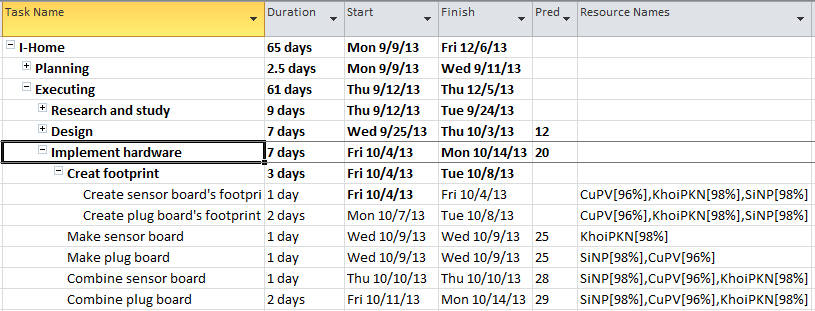 Task Name Duration Start Finish Pred Resource Names
I-Home 65 days Mon 9/9/13 Fri 12/6/13
Planning 2.5 days Mon 9/9/13 Wed 9/11/13
Executing 61 days Thu 9/12/13 Thu 12/5/13
Research and study 9 days Thu 9/12/13 Tue 9/24/13
Design 7 days Wed 9/25/13 Thu 10/3/13 12
Implement hardware 7 days Fri 10/4/13 Mon 10/14/13 20
Creat footprint 3 days Fri 10/4/13 Tue 10/8/13
Create sensor board's footpri 1 day Fri 10/4/13 Fri 10/4/13 CuPV[96%],KhoiPKN[98%],SiNP[98%]
Create plug board's footprint 2 days Mon 10/7/13 Tue 10/8/13 CuPV[96%],KhoiPKN[98%],SiNP[98%]
Make sensor board 1 day Wed 10/9/13 Wed 10/9/13 25 KhoiPKN[98%]
Make plug board 1 day Wed 10/9/13 Wed 10/9/13 25 SiNP[98%],CuPV[96%]
Combine sensor board 1 day Thu 10/10/13 Thu 10/10/13 28 SiNP[98%],CuPV[96%],KhoiPKN[98%]
Combine plug board 2 days Fri 10/11/13 Mon 10/14/13 29 SiNP[98%],CuPV[96%],KhoiPKN[98%]